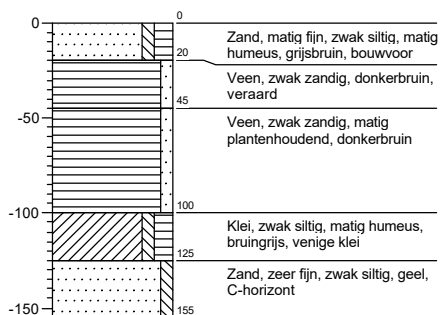 0
0
Zand, matig fijn, zwak siltig, matig
humeus, grijsbruin, bouwvoor
20
Veen, zwak zandig, donkerbruin,
veraard
45
-50
Veen, zwak zandig, matig
plantenhoudend, donkerbruin
100
-100
Klei, zwak siltig, matig humeus,
bruingrijs, venige klei
125
Zand, zeer fijn, zwak siltig, geel,
C-horizont
-150
155